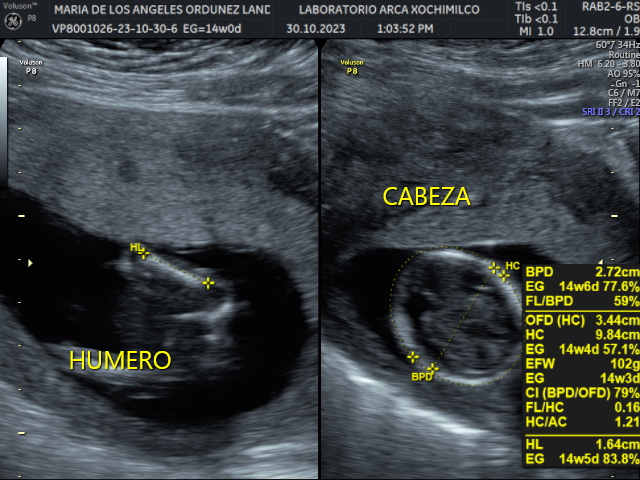 Voluson™
P8
MARIA DE LOS ANGELES ORDUNEZ LAND
LABORATORIO ARCA XOCHIMILCO
TIs <0.1
RAB2-6-RS
VP8001026-23-10-30-6 EG=14w0d
30.10.2023
1:03:52 PM
TIb <0.1
OB
MI 1.0
12.8cm / 1.9
Voluson
P8
Voluson
P8
60°/ 34Hz
Routine
HM 6.20 - 3.80
AO 95%
Gn -1
C6 / M7
FF2 / E2
SRI II 3 / CRI 2
CABEZA
HL
HC
HUMERO
BPD
BPD 2.72cm
EG 14w6d 77.6%
FL/BPD 59%
OFD (HC) 3.44cm
HC 9.84cm
EG 14w4d 57.1%
EFW 102g
EG 14w3d
CI (BPD/OFD) 79%
FL/HC 0.16
HC/AC 1.21
HL 1.64cm
EG 14w5d 83.8%